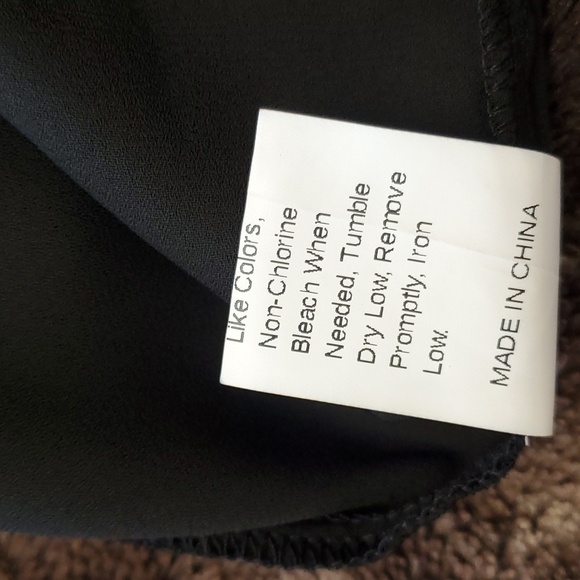 Like Colors,
Non-Chlorine
Bleach When
Needed, Tumble
Dry Low, Remove
Promptly, Iron
Low.
MADE IN CHINA